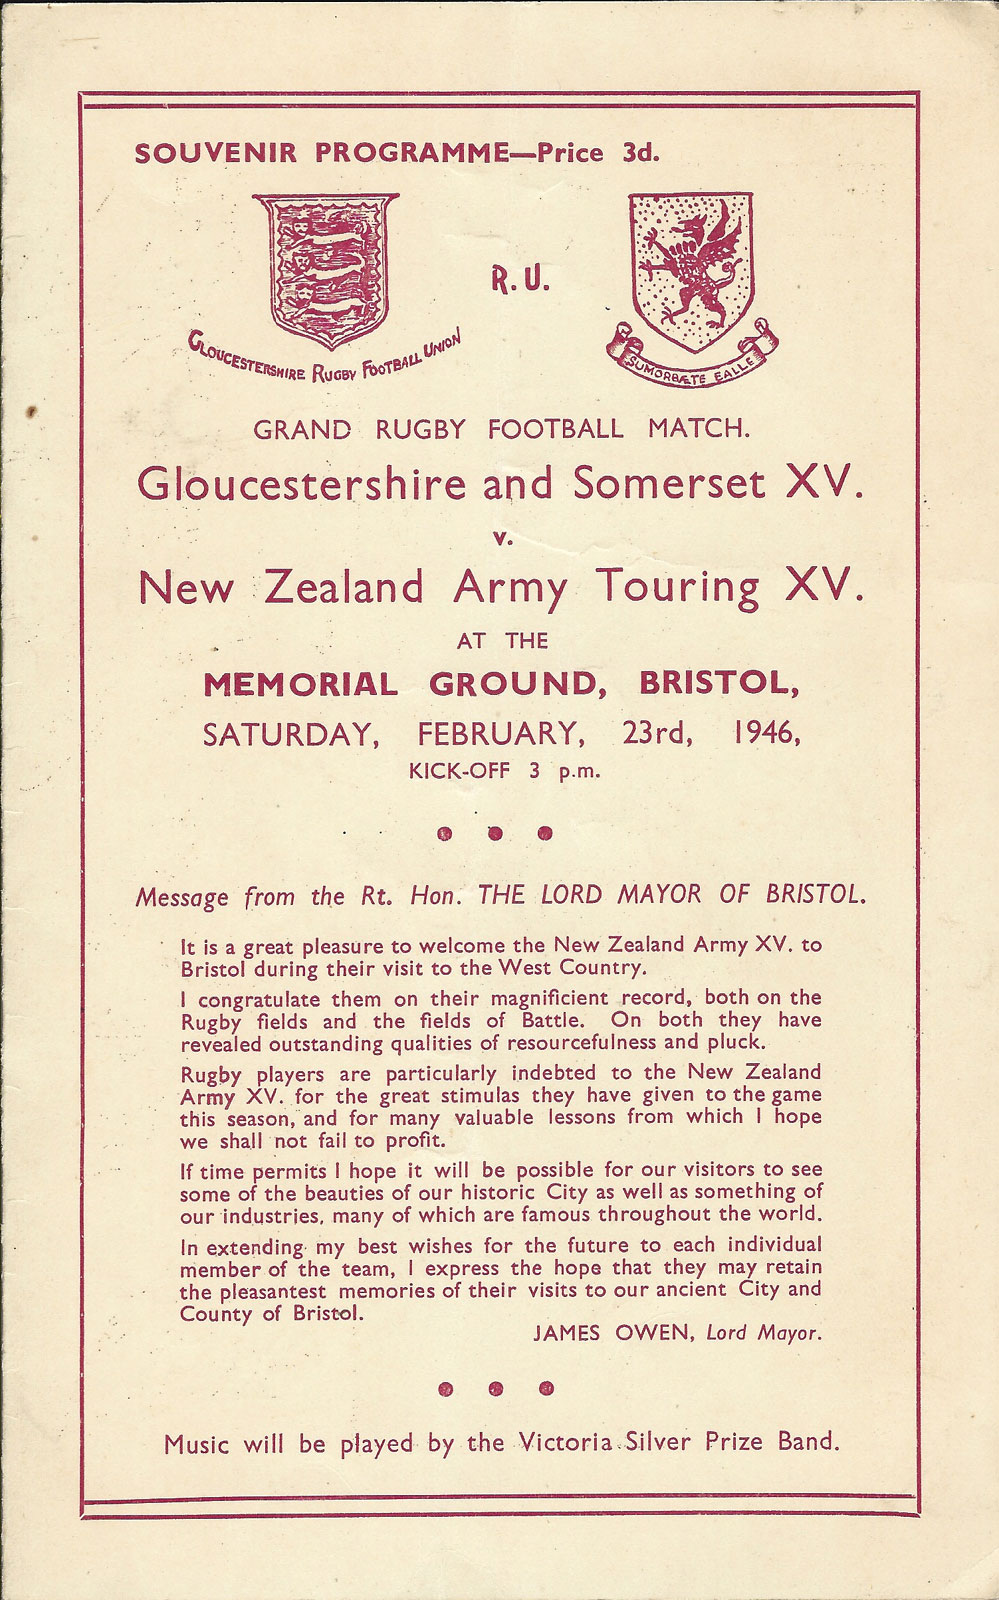 SOUVENIR PROGRAMME—Price 3d.
R.U.
GLOUCESTERSHIRE RUGBY FOOTBALL UNION
SUMORSÆTE EALLE
GRAND RUGBY FOOTBALL MATCH.
Gloucestershire and Somerset XV.
v.
New Zealand Army Touring XV.
AT THE
MEMORIAL GROUND, BRISTOL,
SATURDAY, FEBRUARY, 23rd, 1946,
KICK-OFF 3 p.m.
Message from the Rt. Hon. THE LORD MAYOR OF BRISTOL.
It is a great pleasure to welcome the New Zealand Army XV. to
Bristol during their visit to the West Country.
I congratulate them on their magnificient record, both on the
Rugby fields and the fields of Battle. On both they have
revealed outstanding qualities of resourcefulness and pluck.
Rugby players are particularly indebted to the New Zealand
Army XV. for the great stimulas they have given to the game
this season, and for many valuable lessons from which I hope
we shall not fail to profit.
If time permits I hope it will be possible for our visitors to see
some of the beauties of our historic City as well as something of
our industries, many of which are famous throughout the world.
In extending my best wishes for the future to each individual
member of the team, I express the hope that they may retain
the pleasantest memories of their visits to our ancient City and
County of Bristol.
JAMES OWEN, Lord Mayor.
Music will be played by the Victoria Silver Prize Band.